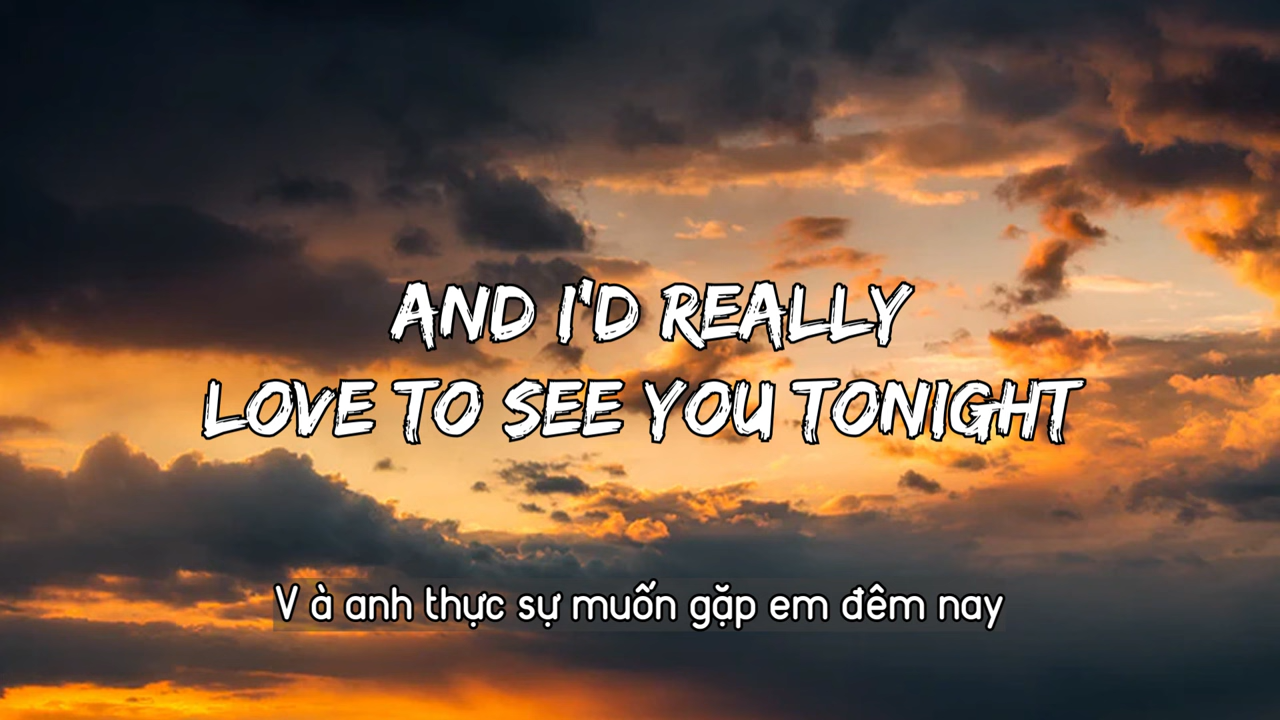 AND I'D REALLY
LOVE TO SEE YOU TONIGHT
V à anh thực sự muốn gặp em đêm nay